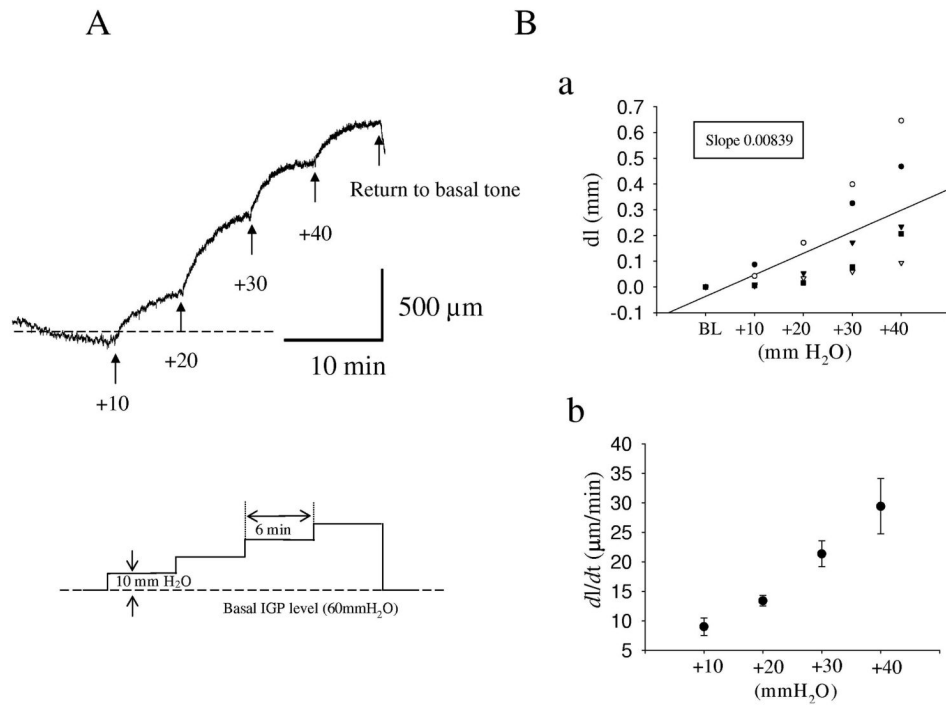 A
Return to basal tone
+40
+30
+20
+10
500 µm
10 min
6 min
10 mm H₂O
Basal IGP level (60mmH₂O)
B
a
0.7
0.6
0.5
0.4
0.3
0.2
0.1
0.0
-0.1
dl (mm)
Slope 0.00839
BL +10 +20 +30 +40
(mm H₂O)
b
40
35
30
25
20
15
10
5
dl/dt (µm/min)
+10 +20 +30 +40
(mmH₂O)